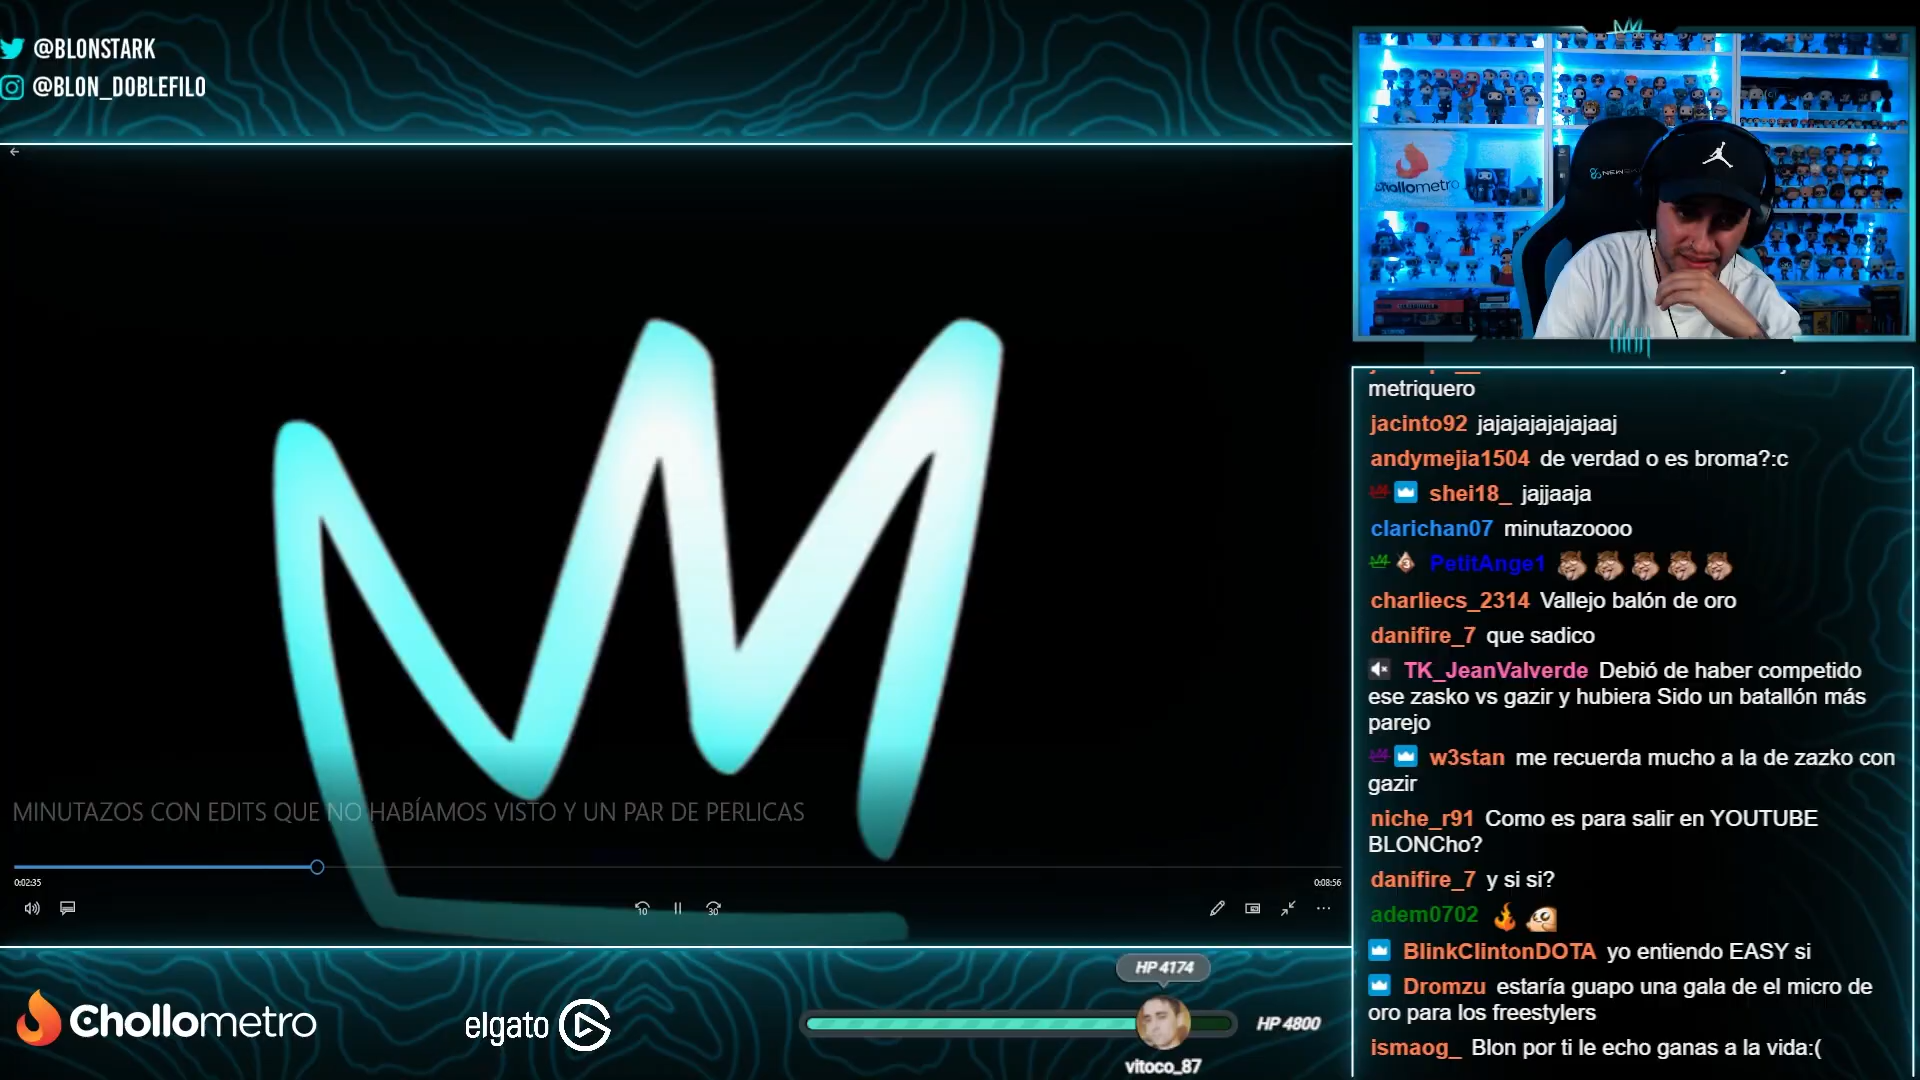 @BLONSTARK
@BLON_DOBLEFILO
MINUTAZOS CON EDITS QUE NO HABÍAMOS VISTO Y UN PAR DE PERLICAS
0:02:35
0:08:56
10
30
Chollometro
elgato
HP 4174
HP 4800
vitoco_87
Chollometro
metriquero
jacinto92 jajajajajajajaaj
andymejia1504 de verdad o es broma?:c
shei18_ jajjaaja
clarichan07 minutazoooo
3 PetitAnge1
charliecs_2314 Vallejo balón de oro
danifire_7 que sadico
TK_JeanValverde Debió de haber competido
ese zasko vs gazir y hubiera Sido un batallón más
parejo
w3stan me recuerda mucho a la de zazko con
gazir
niche_r91 Como es para salir en YOUTUBE
BLONCho?
danifire_7 y si si?
adem0702
BlinkClintonDOTA yo entiendo EASY si
Dromzu estaría guapo una gala de el micro de
oro para los freestylers
ismaog_ Blon por ti le echo ganas a la vida:(